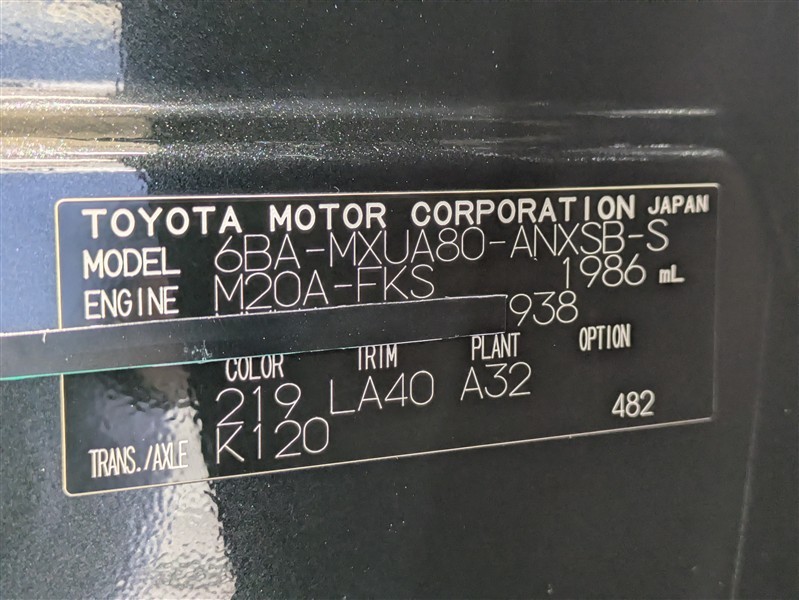 TOYOTA MOTOR CORPORATION JAPAN
MODEL 6BA-MXUA80-ANXSB-S
ENGINE M20A-FKS 1986 mL
938
COLOR TRIM PLANT OPTION
219 LA40 A32
482
TRANS./AXLE K120